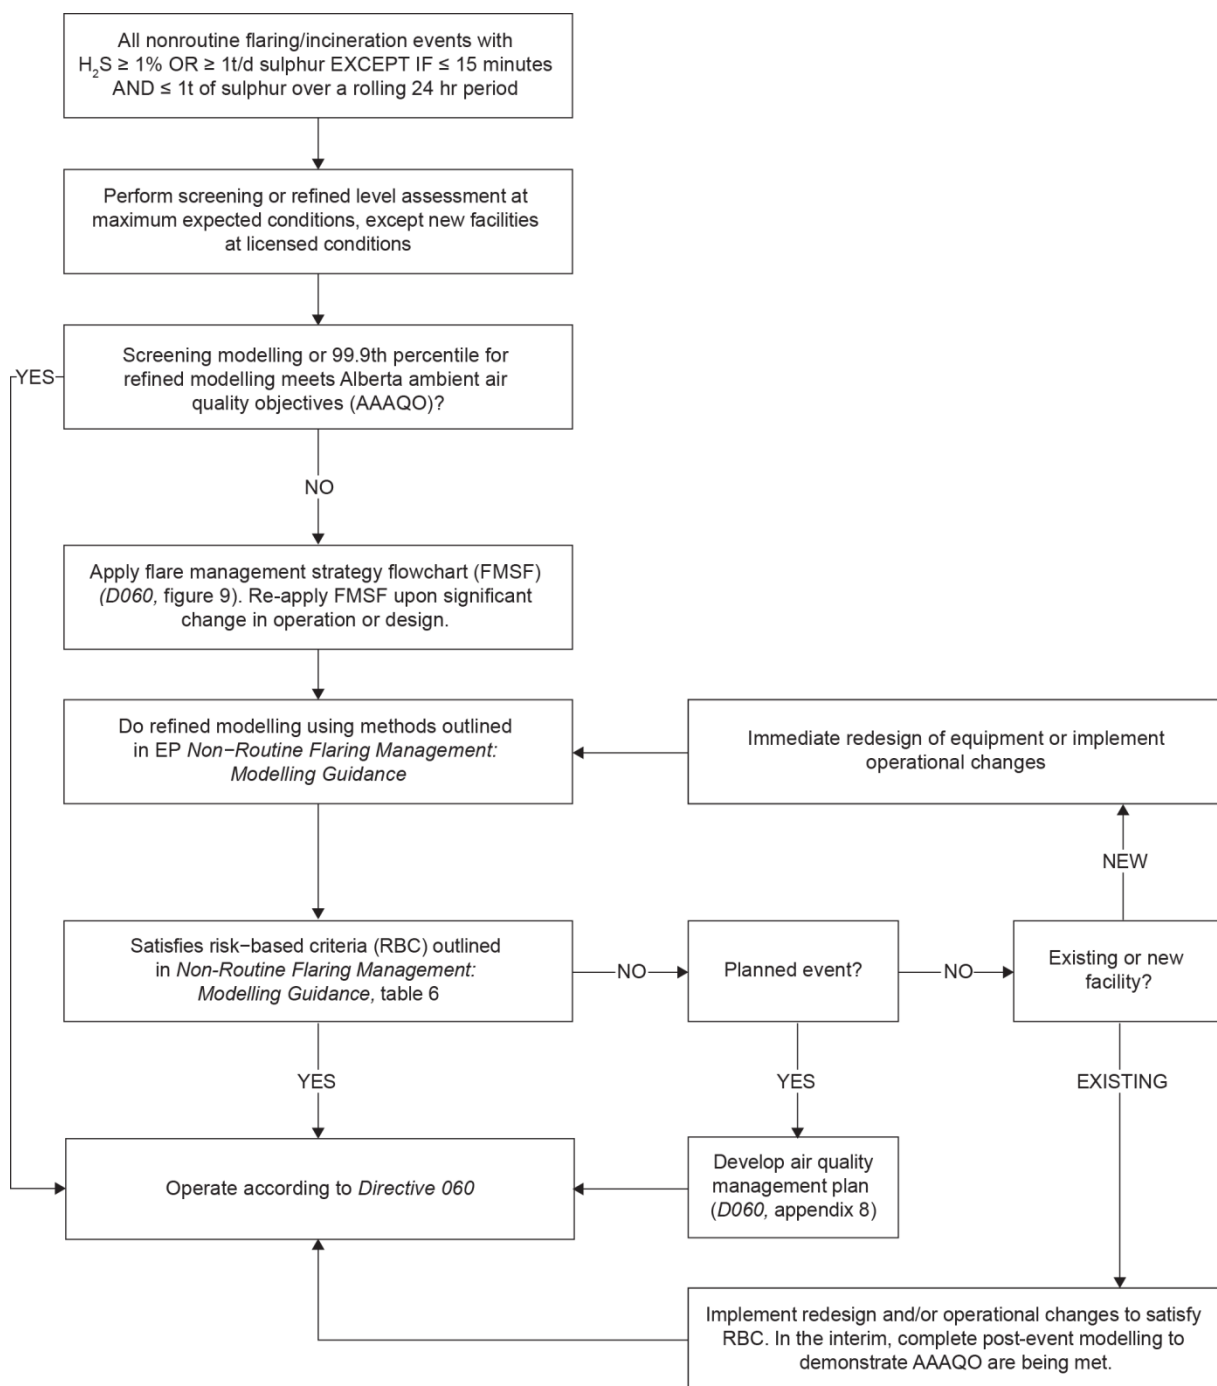 All nonroutine flaring/incineration events with
H₂S ≥ 1% OR ≥ 1t/d sulphur EXCEPT IF ≤ 15 minutes
AND ≤ 1t of sulphur over a rolling 24 hr period
Perform screening or refined level assessment at
maximum expected conditions, except new facilities
at licensed conditions
Screening modelling or 99.9th percentile for
refined modelling meets Alberta ambient air
quality objectives (AAAQO)?
YES
NO
Apply flare management strategy flowchart (FMSF)
(D060, figure 9). Re-apply FMSF upon significant
change in operation or design.
Do refined modelling using methods outlined
in EP Non−Routine Flaring Management:
Modelling Guidance
Immediate redesign of equipment or implement
operational changes
NEW
Satisfies risk−based criteria (RBC) outlined
in Non-Routine Flaring Management:
Modelling Guidance, table 6
NO
Planned event?
NO
Existing or new
facility?
YES
YES
EXISTING
Operate according to Directive 060
Develop air quality
management plan
(D060, appendix 8)
Implement redesign and/or operational changes to satisfy
RBC. In the interim, complete post-event modelling to
demonstrate AAAQO are being met.